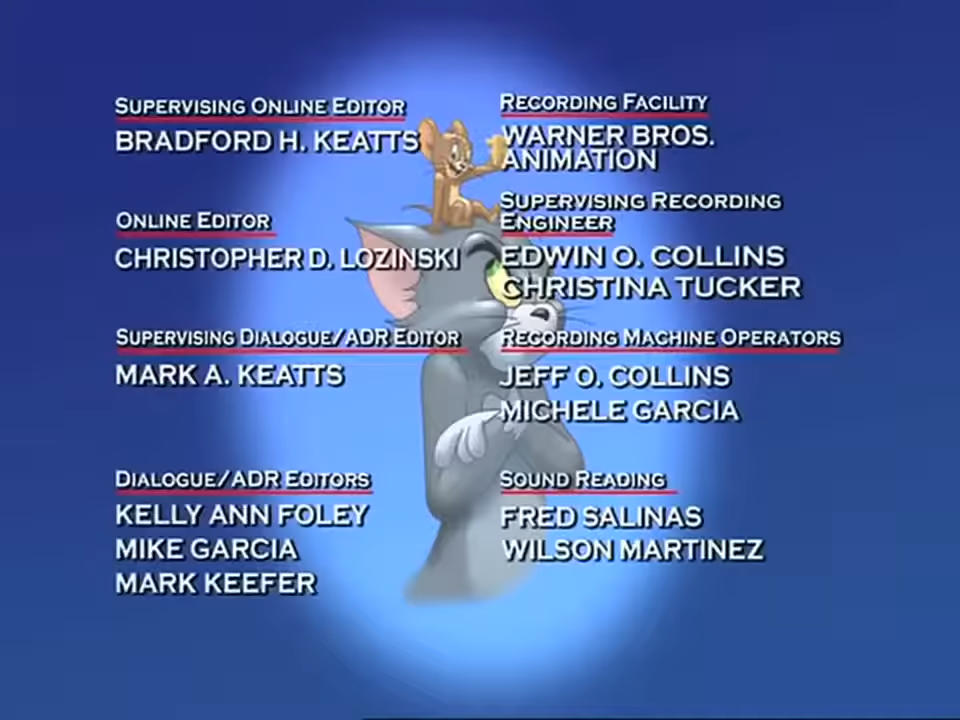 SUPERVISING ONLINE EDITOR
BRADFORD H. KEATTS
ONLINE EDITOR
CHRISTOPHER D. LOZINSKI
SUPERVISING DIALOGUE/ADR EDITOR
MARK A. KEATTS
DIALOGUE/ADR EDITORS
KELLY ANN FOLEY
MIKE GARCIA
MARK KEEFER
RECORDING FACILITY
WARNER BROS.
ANIMATION
SUPERVISING RECORDING
ENGINEER
EDWIN O. COLLINS
CHRISTINA TUCKER
RECORDING MACHINE OPERATORS
JEFF O. COLLINS
MICHELE GARCIA
SOUND READING
FRED SALINAS
WILSON MARTINEZ